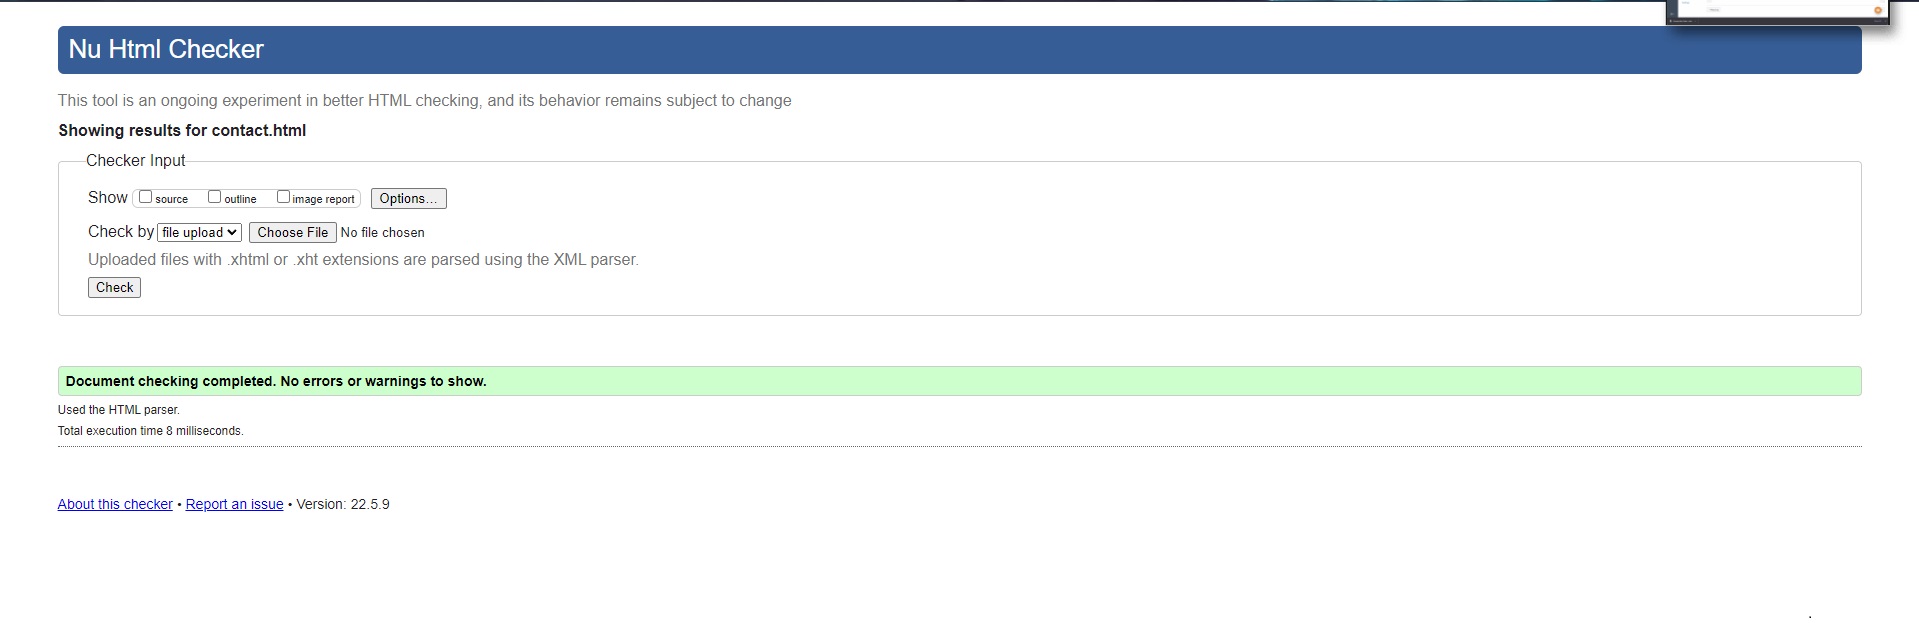 Nu Html Checker
This tool is an ongoing experiment in better HTML checking, and its behavior remains subject to change
Showing results for contact.html
Checker Input
Show source outline image report Options...
Check by file upload Choose File No file chosen
Uploaded files with .xhtml or .xht extensions are parsed using the XML parser.
Check
Document checking completed. No errors or warnings to show.
Used the HTML parser.
Total execution time 8 milliseconds.
About this checker • Report an issue • Version: 22.5.9